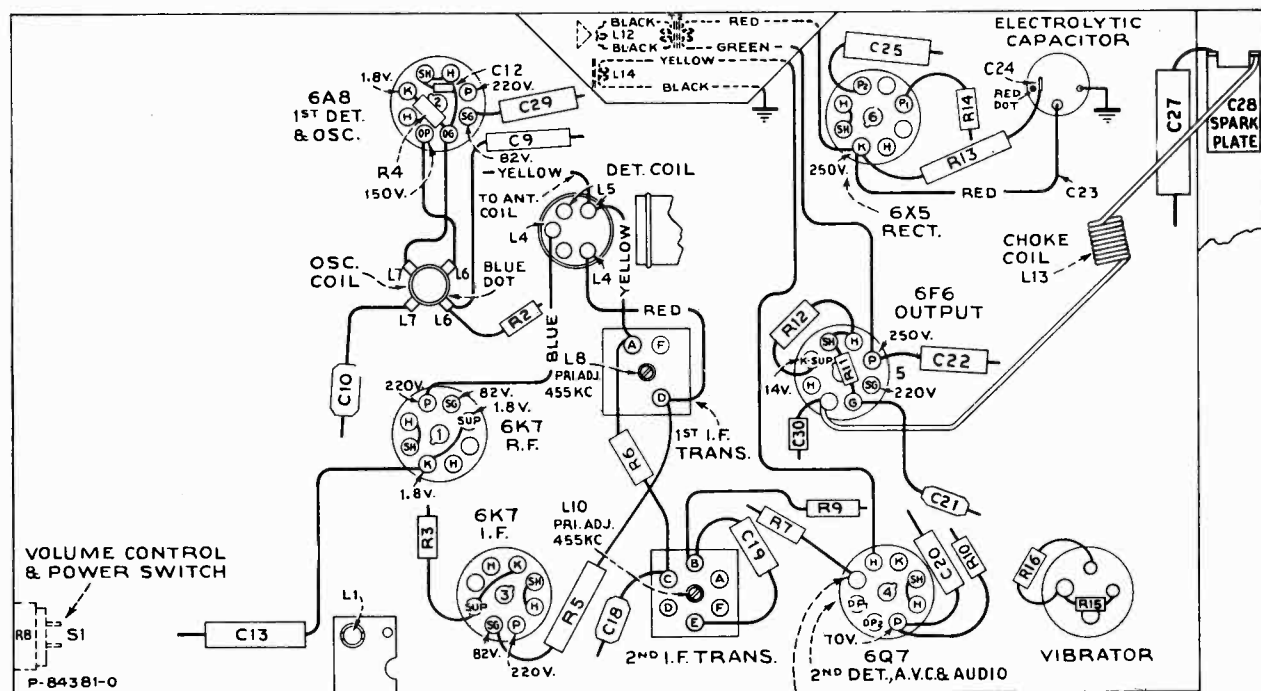 BLACK
L12
BLACK
RED
GREEN
YELLOW
L14
BLACK
ELECTROLYTIC
CAPACITOR
C24
RED
DOT
C25
P2
P1
H
SH
6
K
H
R14
R13
250V.
RED
C23
6X5
RECT.
C27
C28
SPARK
PLATE
CHOKE
COIL
L13
SH
H
C12
1.8V.
K
P
220V.
2
H
SG
OP
OG
C29
6A8
1ST DET.
& OSC.
R4
82V.
150V.
C9
YELLOW
DET. COIL
TO ANT.
COIL
L5
L4
L4
YELLOW
OSC.
COIL
BLUE
DOT
L7
L6
L7
L6
R2
BLUE
RED
C10
A
F
L8
PRI. ADJ.
455KC
D
1ST I.F.
TRANS.
6F6
OUTPUT
R12
SH
H
250V.
K-SUP
R11
P
5
C22
14V.
H
SG
220V
G
C30
C21
220V.
82V.
1.8V.
P
SG
SUP
H
1
SH
K
H
6K7
R.F.
1.8V.
R6
R3
6K7
I.F.
H
K
SH
SUP
3
H
SG
P
82V.
220V.
R5
L10
PRI. ADJ.
455KC
C18
B
C
A
D
F
E
C19
2ND I.F. TRANS.
R9
R7
H
K
SH
DP1
4
H
DP2
P
70V.
C20
R10
6Q7
2ND DET., A.V.C. & AUDIO
R16
R15
VIBRATOR
VOLUME CONTROL
& POWER SWITCH
R8
S1
C13
L1
P-84381-0